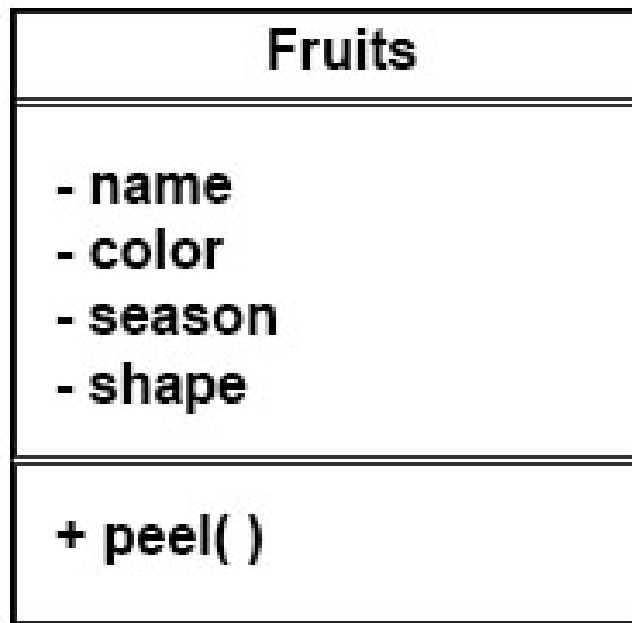 Fruits
- name
- color
- season
- shape
+ peel( )